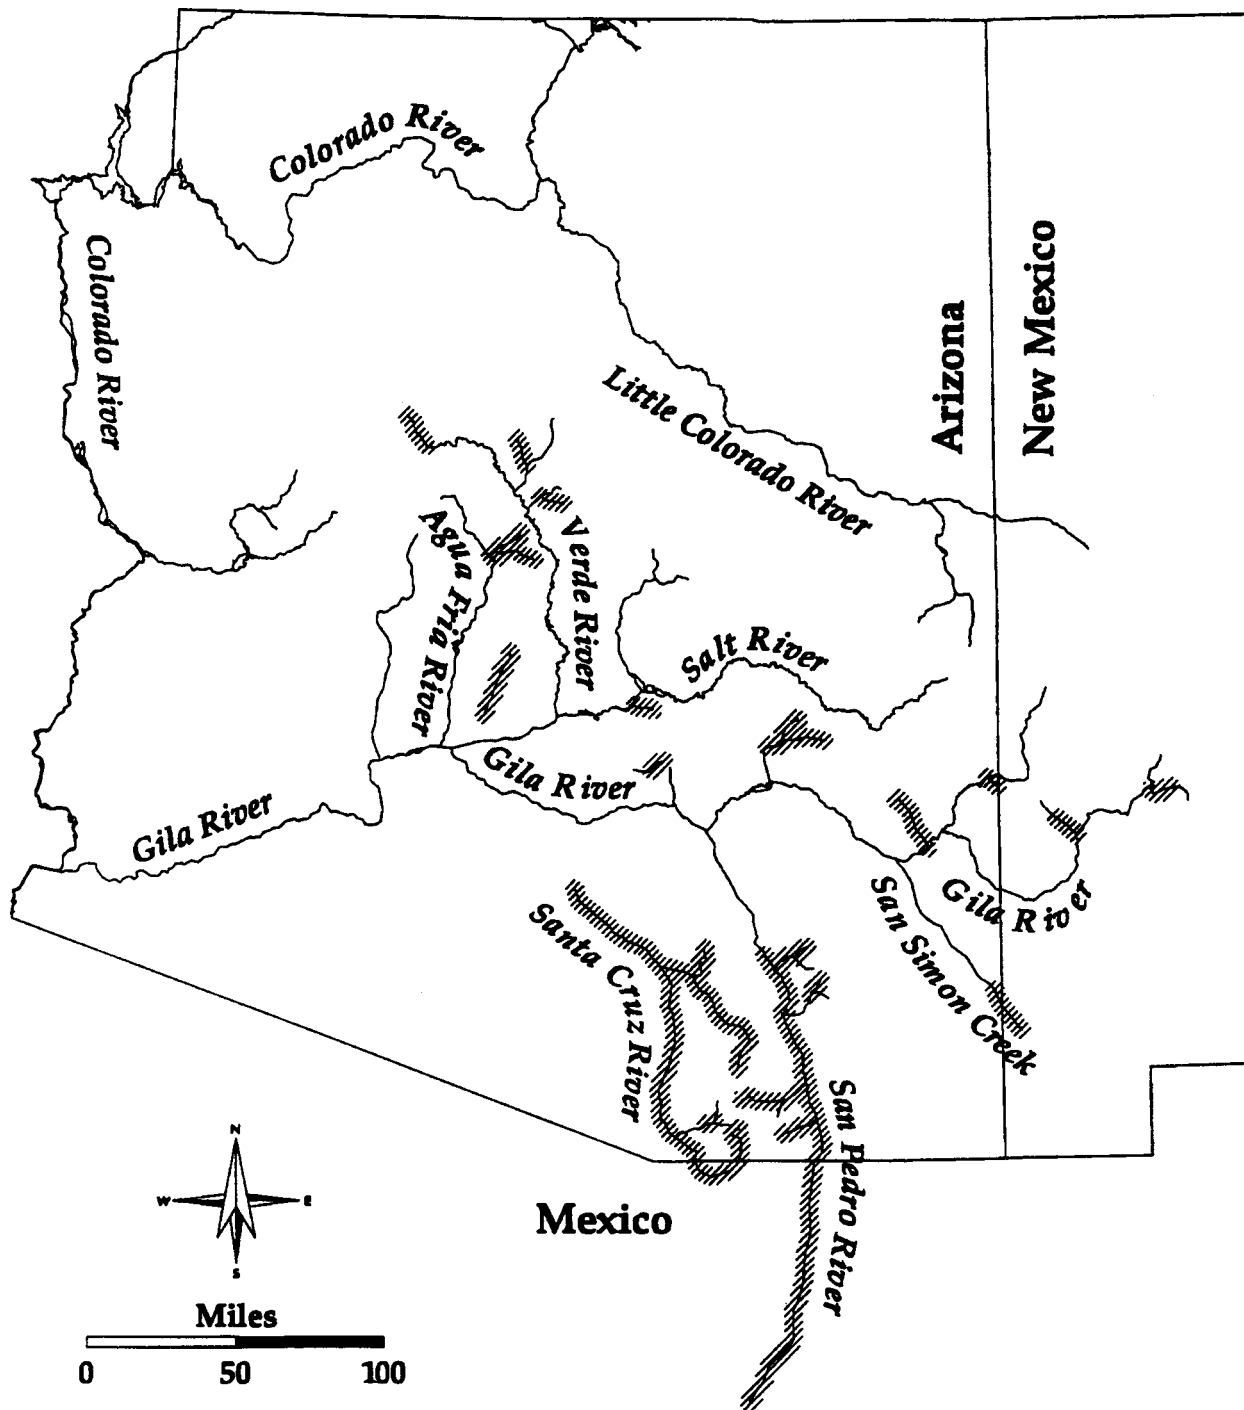 Colorado River
Colorado River
Arizona
New Mexico
Little Colorado River
Agua Fria River
Verde River
Salt River
Gila River
Gila River
Gila River
San Simon Creek
Santa Cruz River
San Pedro River
Mexico
N
W E
S
Miles
0 50 100